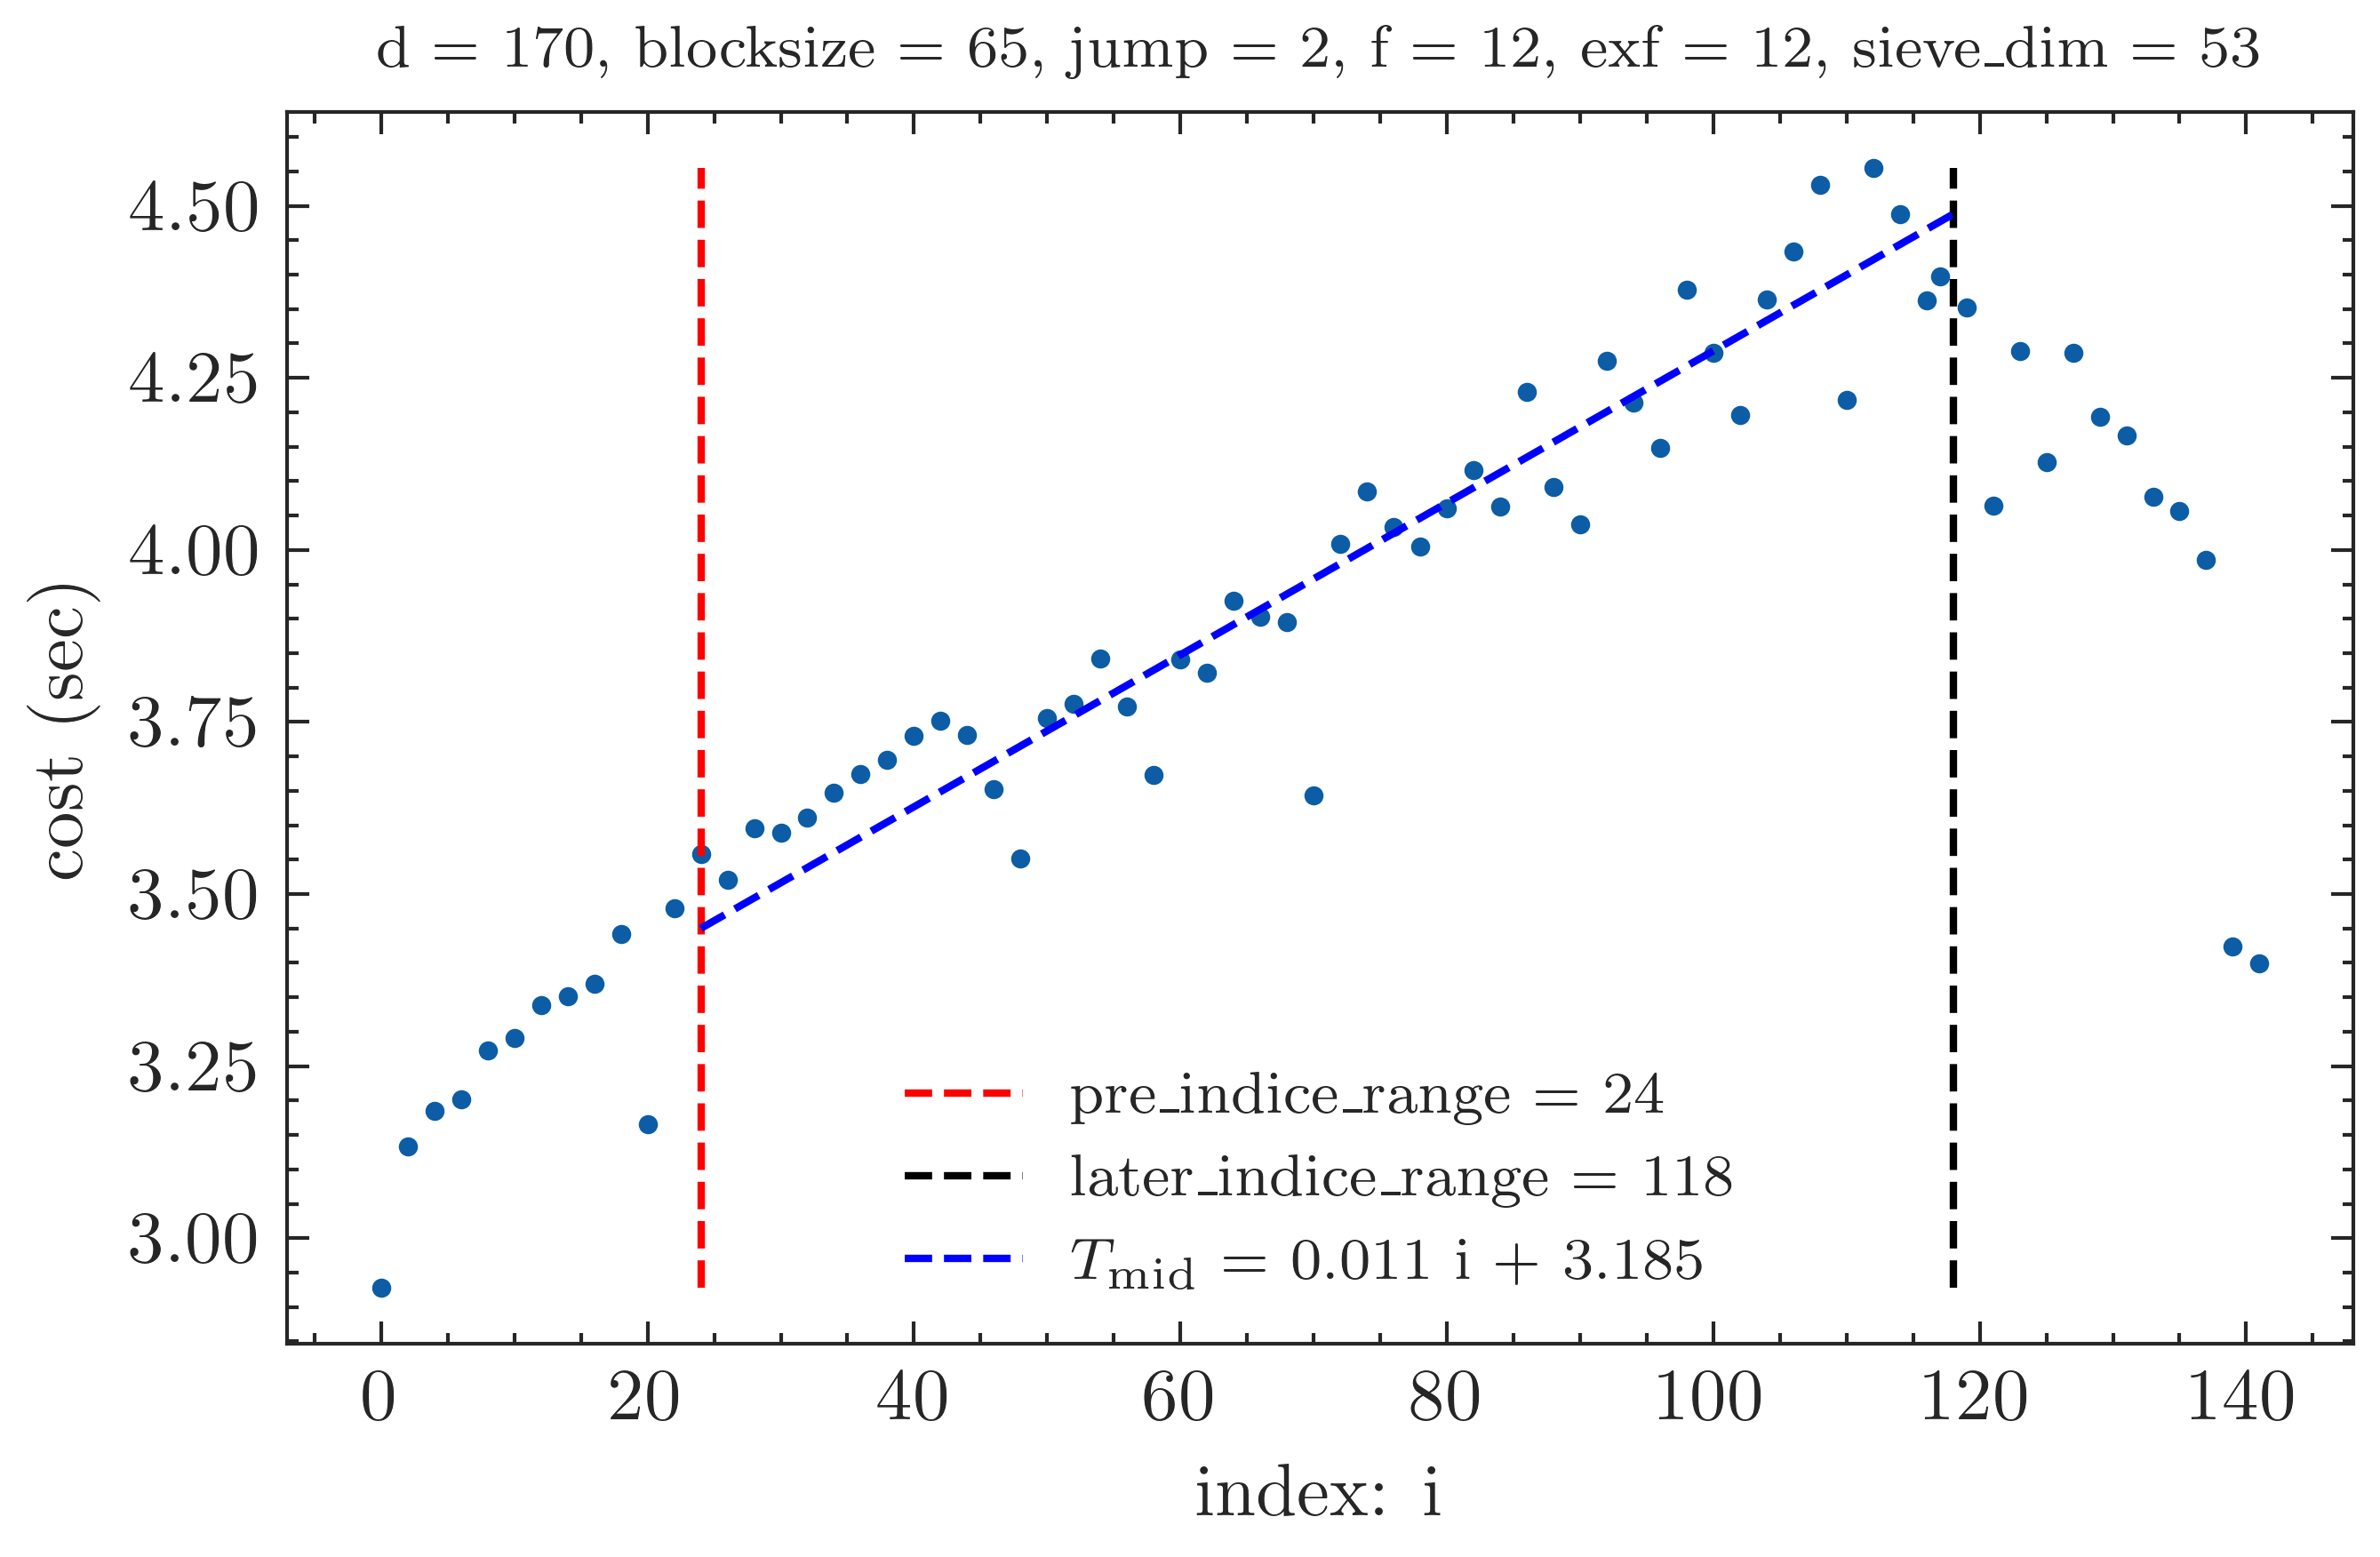 d = 170, blocksize = 65, jump = 2, f = 12, exf = 12, sieve_dim = 53
cost (sec)
4.50
4.25
4.00
3.75
3.50
3.25
3.00
pre_indice_range = 24
later_indice_range = 118
T_mid = 0.011 i + 3.185
0 20 40 60 80 100 120 140
index: i